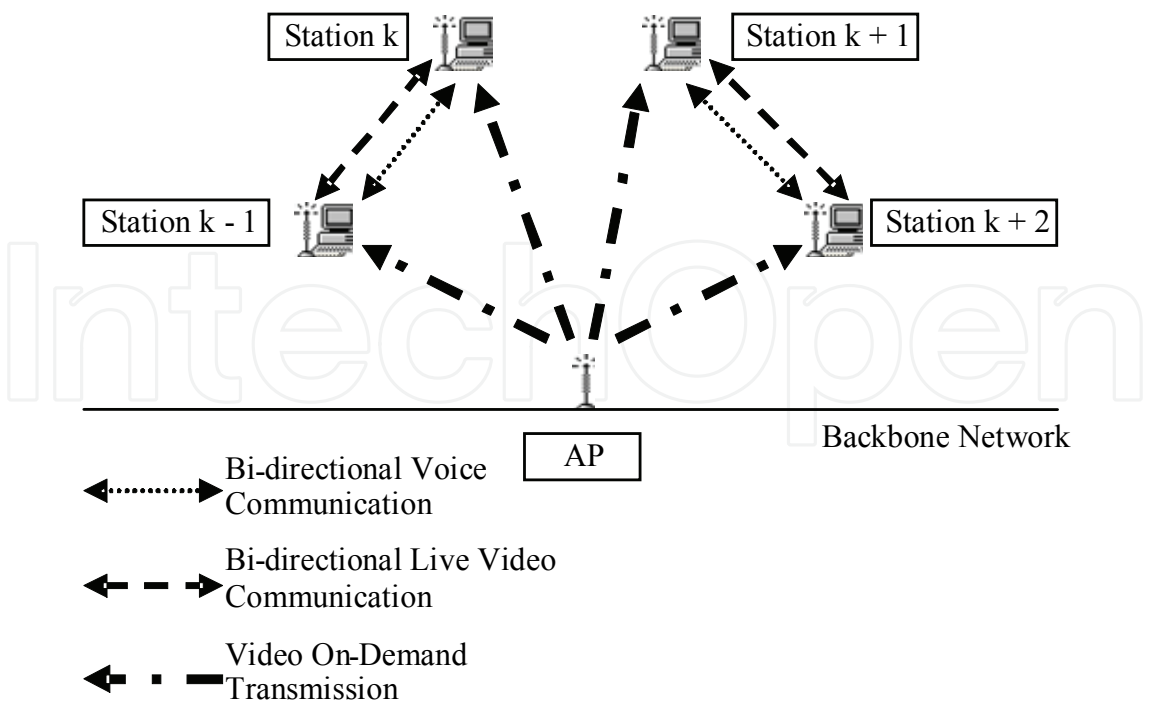 Station k
Station k + 1
Station k - 1
Station k + 2
IntechOpen
Backbone Network
AP
Bi-directional Voice
Communication
Bi-directional Live Video
Communication
Video On-Demand
Transmission